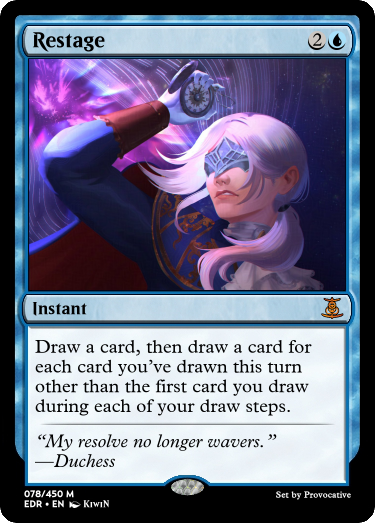 Restage 2
Instant
Draw a card, then draw a card for
each card you've drawn this turn
other than the first card you draw
during each of your draw steps.
“My resolve no longer wavers.”
—Duchess
078/450 M
EDR • EN KIWIN
Set by Provocative